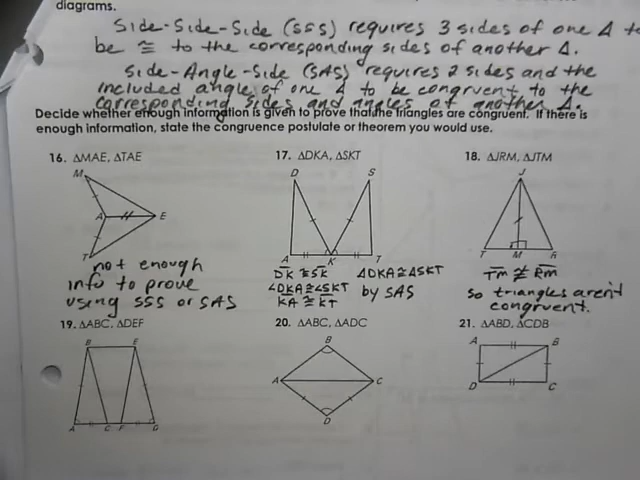 diagrams.
Side-Side-Side (SSS) requires 3 sides of one Δ to
be ≅ to the corresponding sides of another Δ.
Side-Angle-Side (SAS) requires 2 sides and the
included angle of one Δ to be congruent to the
corresponding sides and angles of another Δ.
Decide whether enough information is given to prove that the triangles are congruent. If there is
enough information, state the congruence postulate or theorem you would use.
16. ΔMAE, ΔTAE
17. ΔDKA, ΔSKT
18. ΔJRM, ΔJTM
M
A
E
T
D
S
A
K
T
J
T
M
R
not enough
info to prove
using SSS or SAS
DK ≅ SK
∠DKA ≅ ∠SKT
KA ≅ KT
ΔDKA ≅ ΔSKT
by SAS
TM ≇ RM
so triangles aren't
congruent.
19. ΔABC, ΔDEF
20. ΔABC, ΔADC
21. ΔABD, ΔCDB
B
E
A
C
F
D
B
A
C
D
A
B
D
C